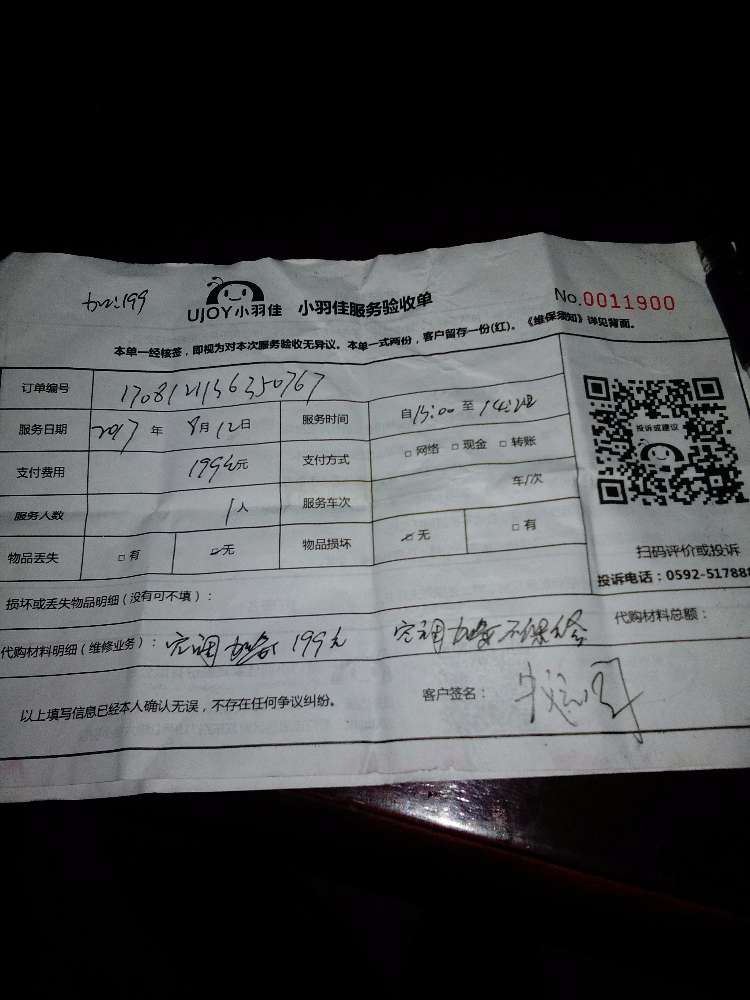 加:199
UJOY小羽佳 小羽佳服务验收单 No.0011900
本单一经核签，即视为对本次服务验收无异议。本单一式两份，客户留存一份(红)。《维保须知》详见背面。
订单编号
服务日期 2017 年 8月12日 服务时间 自13:00 至
支付费用 199元元 支付方式 □网络 □现金 □转账
服务人数 1人 服务车次 车/次
物品丢失 □有 ☑无 物品损坏 ☑无 □有
投诉或建议
扫码评价或投诉
投诉电话：0592-517888
损坏或丢失物品明细（没有可不填）：
代购材料明细（维修业务）： 空调加氟 199元 空调加氟不保修 代购材料总额：
以上填写信息已经本人确认无误，不存在任何争议纠纷。 客户签名：